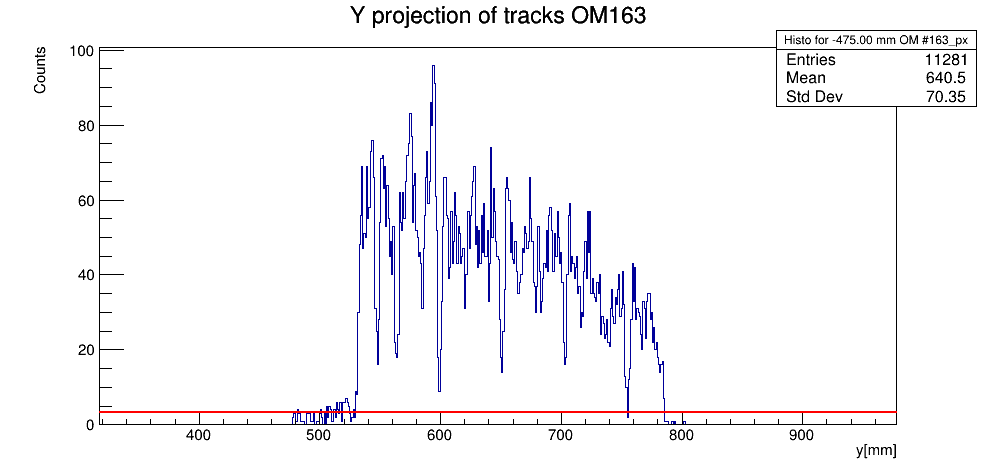 Y projection of tracks OM163
Histo for -475.00 mm OM #163_px
Entries 11281
Mean 640.5
Std Dev 70.35
Counts
100
80
60
40
20
0
400 500 600 700 800 900
y[mm]